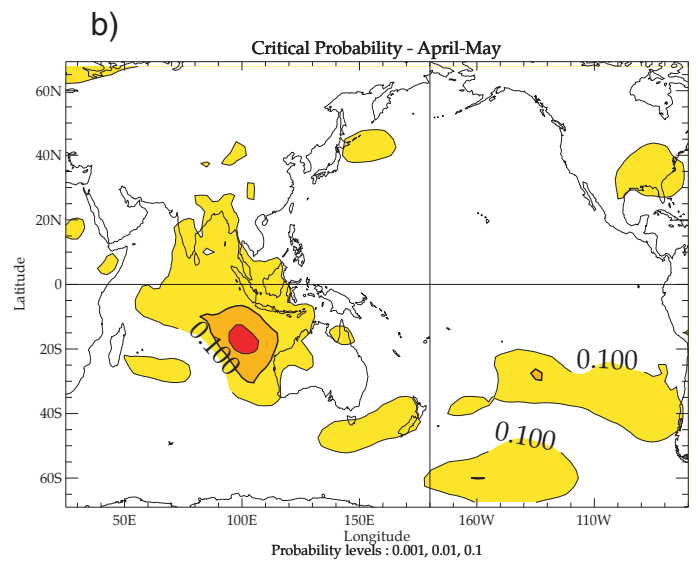 b)
Critical Probability - April-May
60N
40N
20N
0
20S
40S
60S
Latitude
0.100
0.100
0.100
50E
100E
150E
160W
110W
Longitude
Probability levels : 0.001, 0.01, 0.1